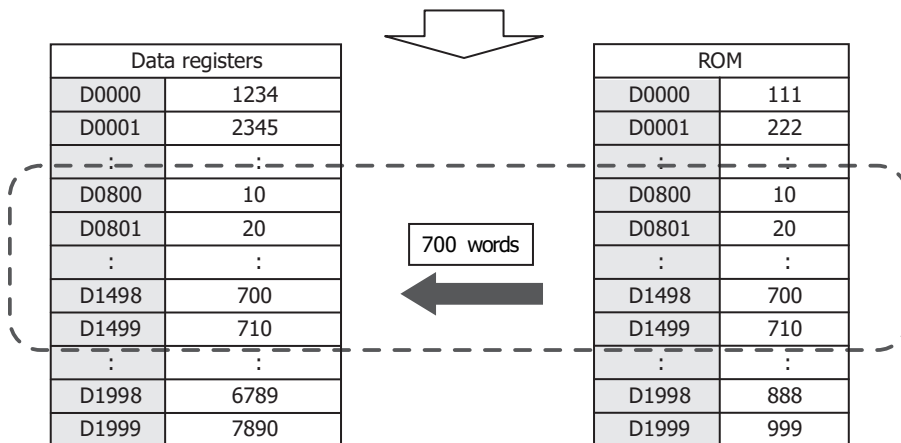 Data registers
D0000 1234
D0001 2345
: :
D0800 10
D0801 20
: :
D1498 700
D1499 710
: :
D1998 6789
D1999 7890
700 words
ROM
D0000 111
D0001 222
: :
D0800 10
D0801 20
: :
D1498 700
D1499 710
: :
D1998 888
D1999 999